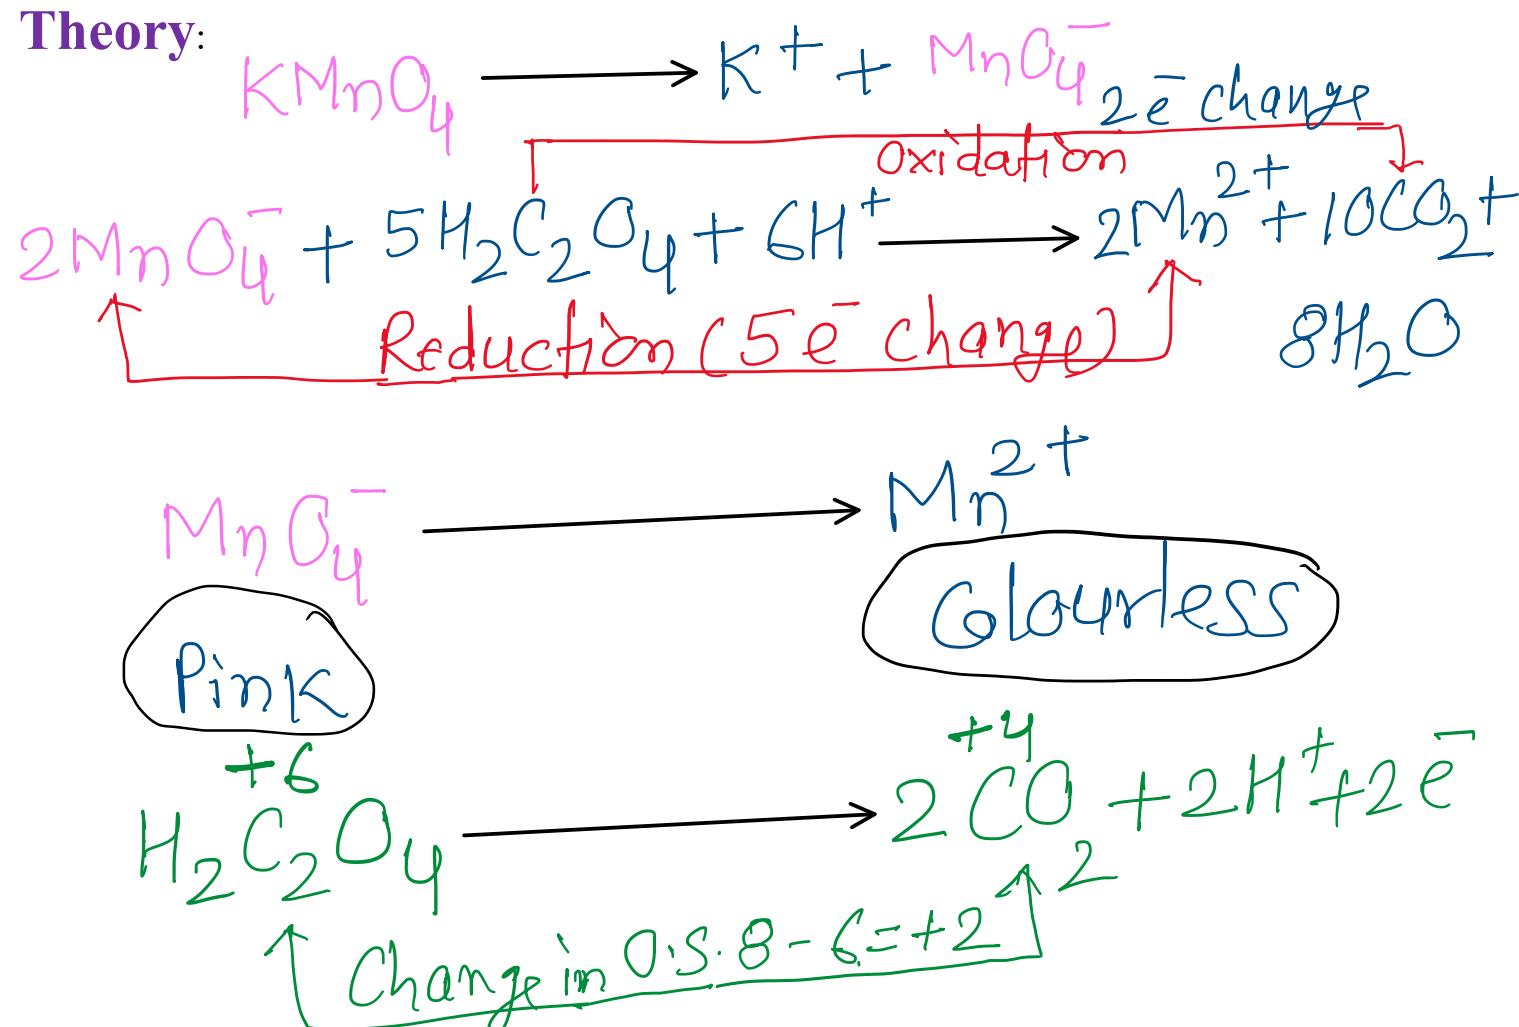 Theory:
KMnO₄ ⟶ K⁺ + MnO₄⁻
2e⁻ change
Oxidation
2MnO₄⁻ + 5H₂C₂O₄ + 6H⁺ ⟶ 2Mn²⁺ + 10CO₂ +
8H₂O
Reduction (5e⁻ change)
MnO₄⁻ ⟶ Mn²⁺
Pink Colourless
+6 +4
H₂C₂O₄ ⟶ 2CO₂ + 2H⁺ + 2e⁻
Change in O.S. 8 - 6 = +2